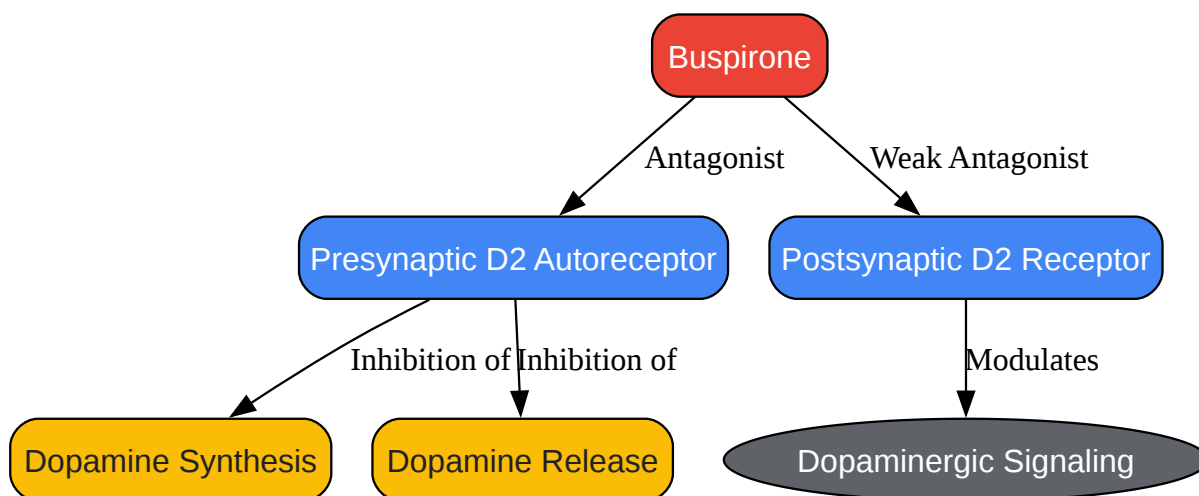 Buspirone
Antagonist
Weak Antagonist
Presynaptic D2 Autoreceptor
Postsynaptic D2 Receptor
Inhibition of
Inhibition of
Modulates
Dopamine Synthesis
Dopamine Release
Dopaminergic Signaling